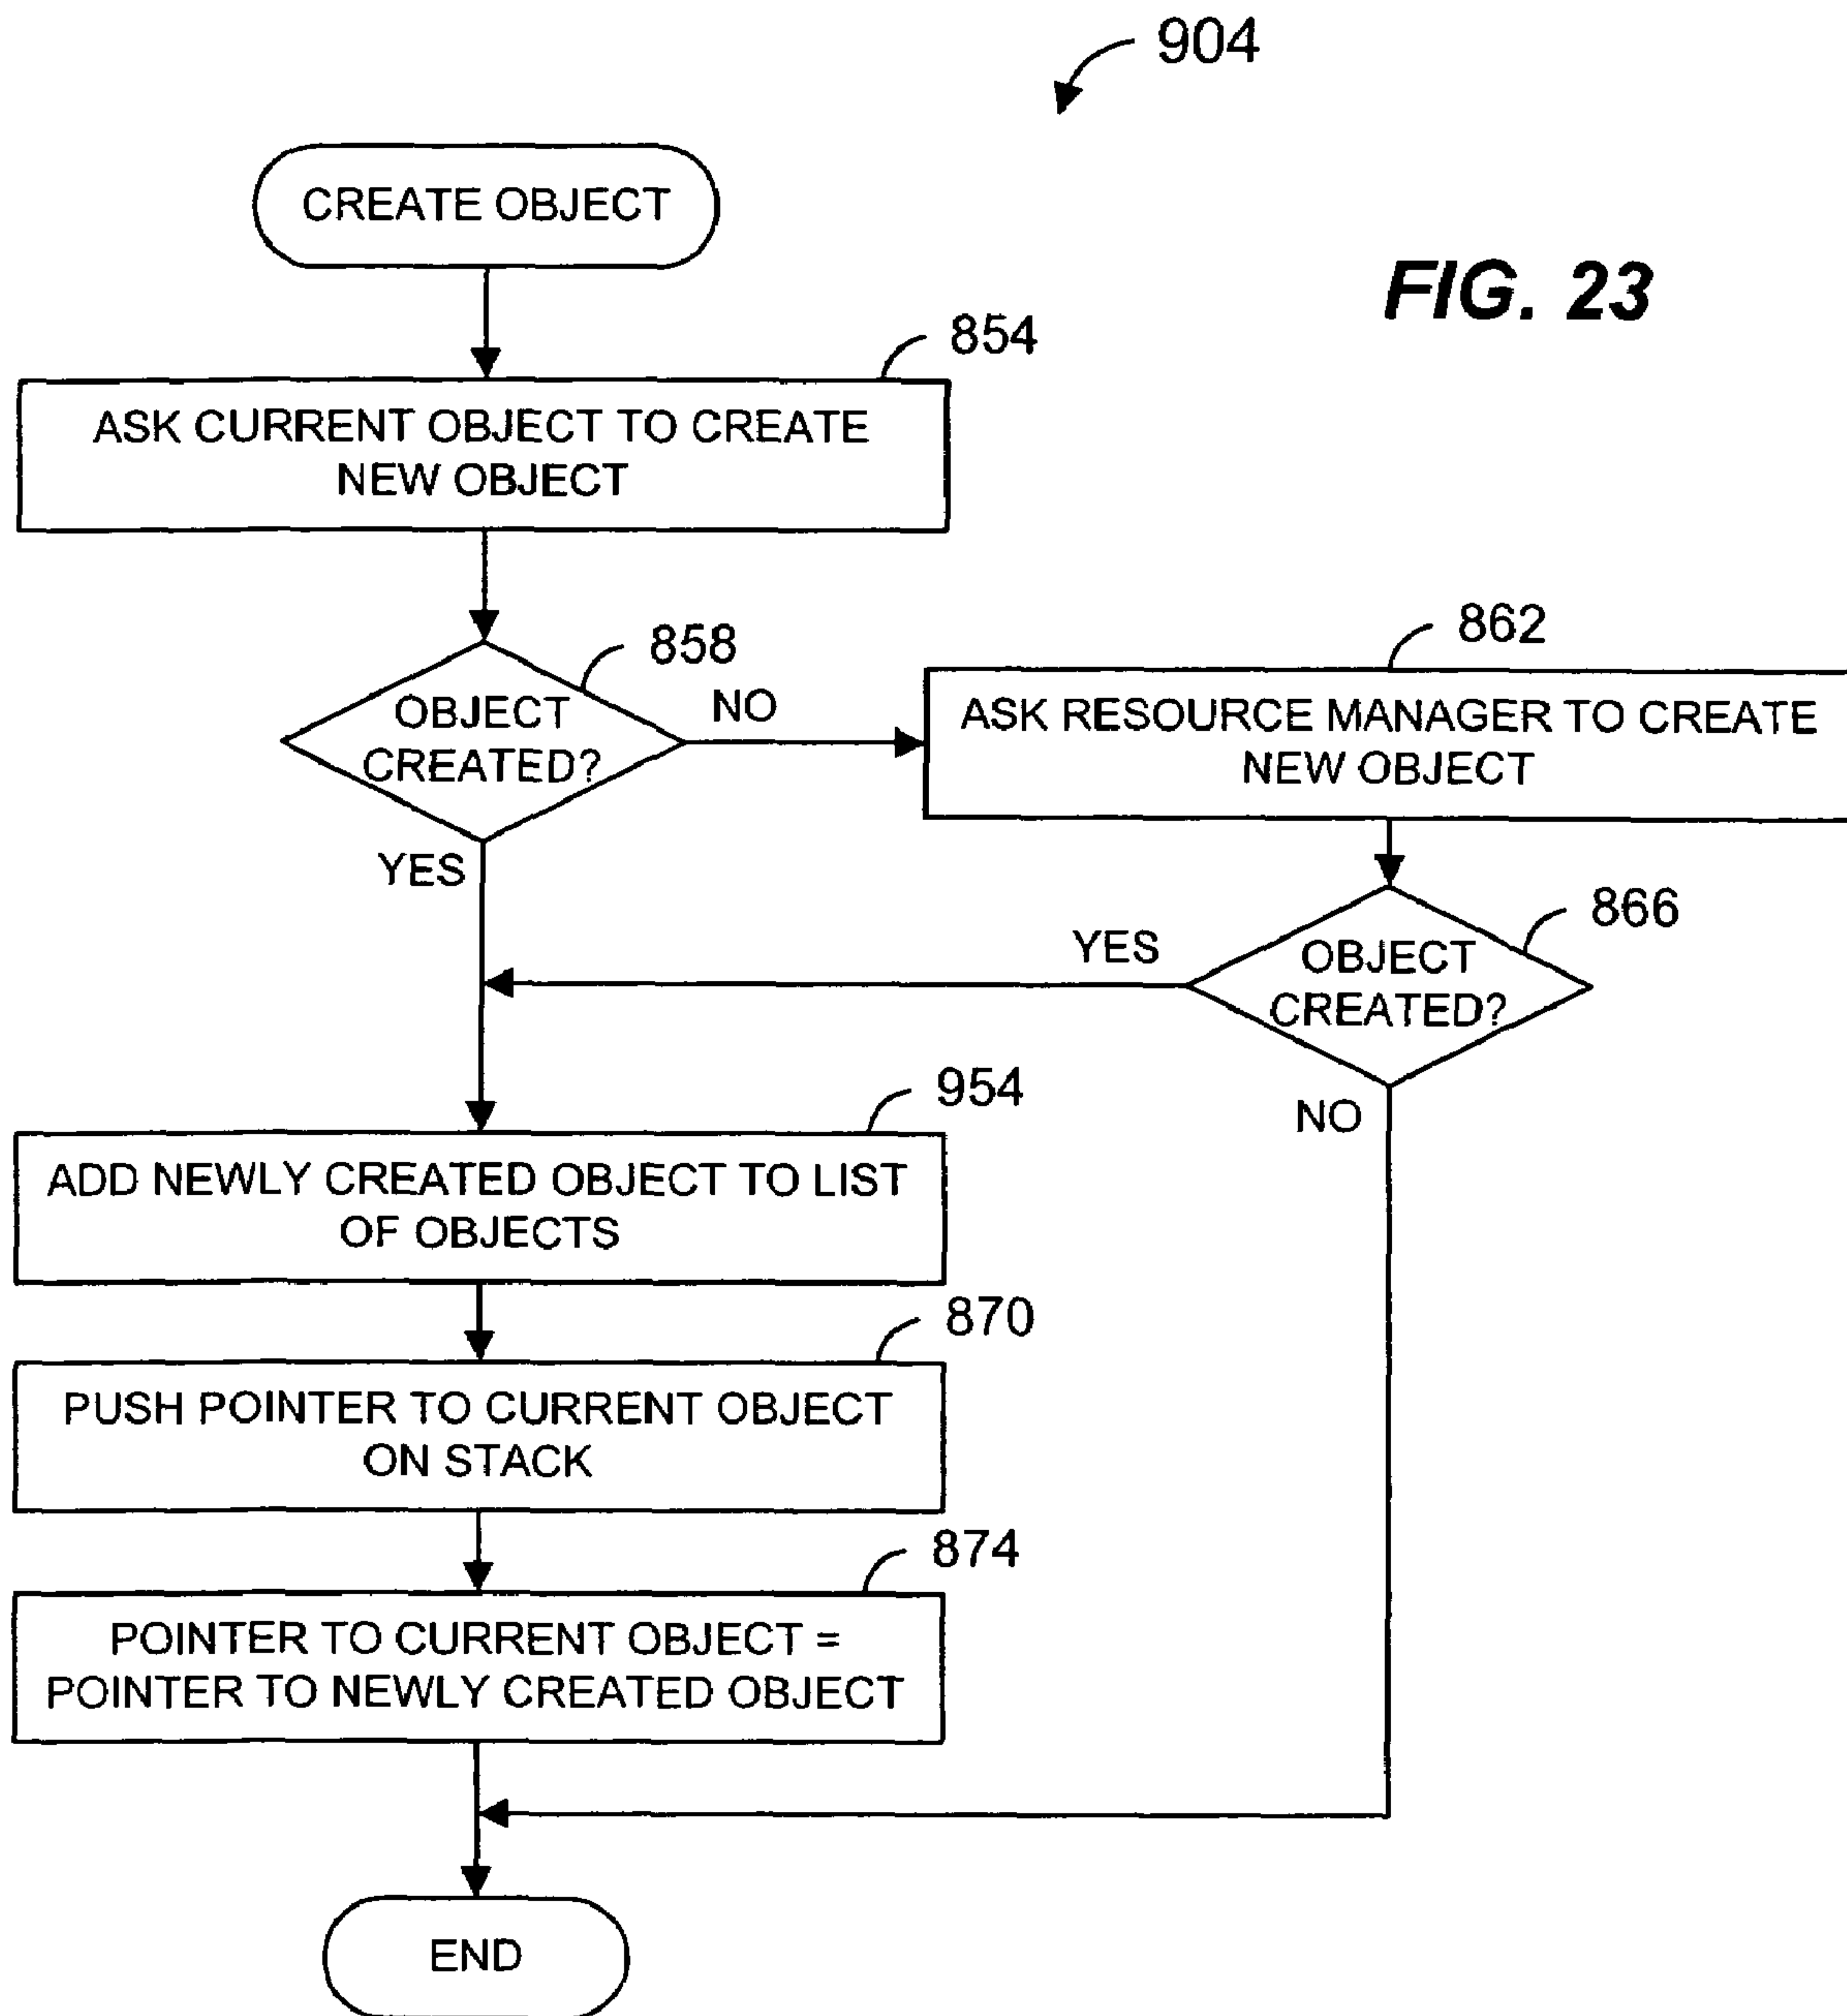 904
CREATE OBJECT
FIG. 23
854
ASK CURRENT OBJECT TO CREATE
NEW OBJECT
858
OBJECT
CREATED?
NO
YES
862
ASK RESOURCE MANAGER TO CREATE
NEW OBJECT
866
OBJECT
CREATED?
YES
NO
954
ADD NEWLY CREATED OBJECT TO LIST
OF OBJECTS
870
PUSH POINTER TO CURRENT OBJECT
ON STACK
874
POINTER TO CURRENT OBJECT =
POINTER TO NEWLY CREATED OBJECT
END